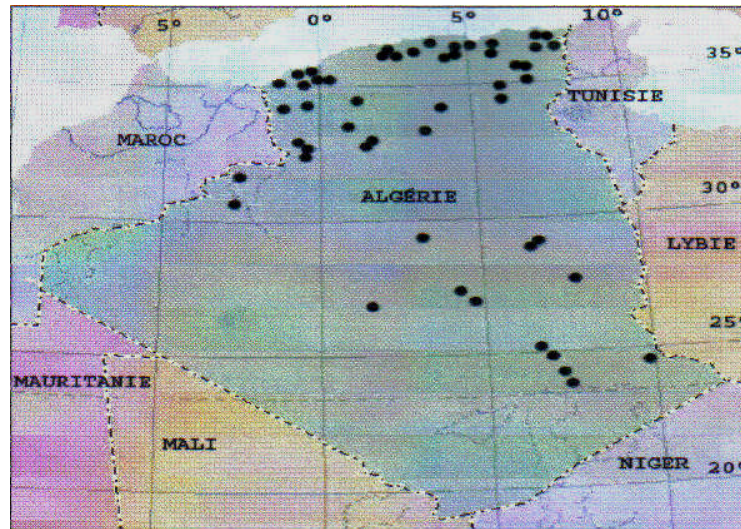 5° 0° 5° 10°
35°
TUNISIE
MAROC
ALGÉRIE
30°
LYBIE
25°
MAURITANIE
MALI
NIGER
20°